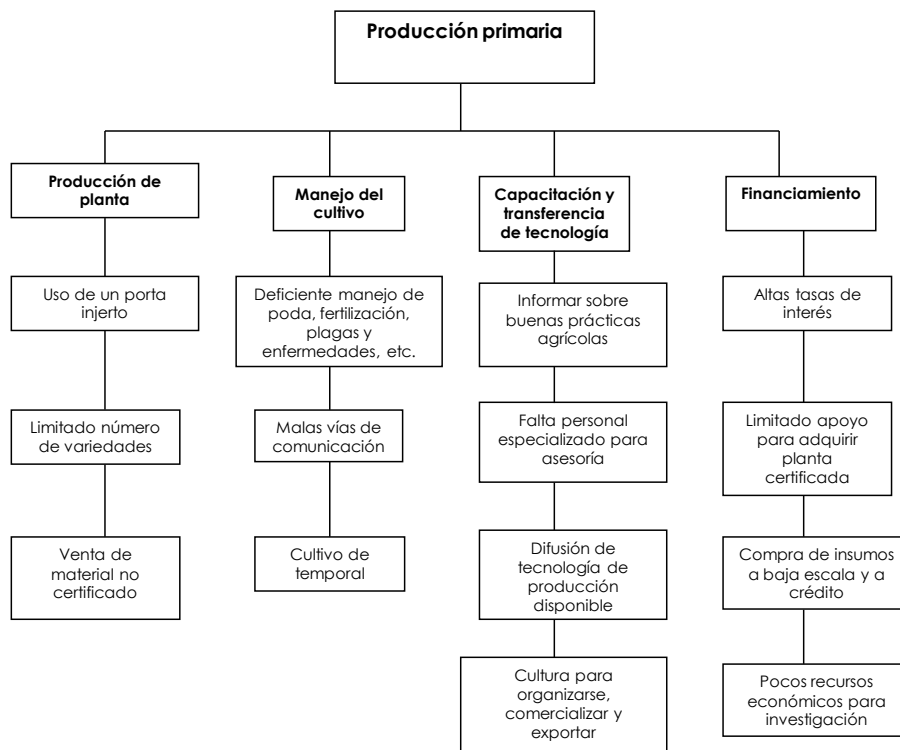 Producción primaria
Producción de
planta
Uso de un porta
injerto
Limitado número
de variedades
Venta de
material no
certificado
Manejo del
cultivo
Deficiente manejo de
poda, fertilización,
plagas y
enfermedades, etc.
Malas vías de
comunicación
Cultivo de
temporal
Capacitación y
transferencia
de tecnología
Informar sobre
buenas prácticas
agrícolas
Falta personal
especializado para
asesoría
Difusión de
tecnología de
producción
disponible
Cultura para
organizarse,
comercializar y
exportar
Financiamiento
Altas tasas de
interés
Limitado apoyo
para adquirir
planta
certificada
Compra de insumos
a baja escala y a
crédito
Pocos recursos
económicos para
investigación